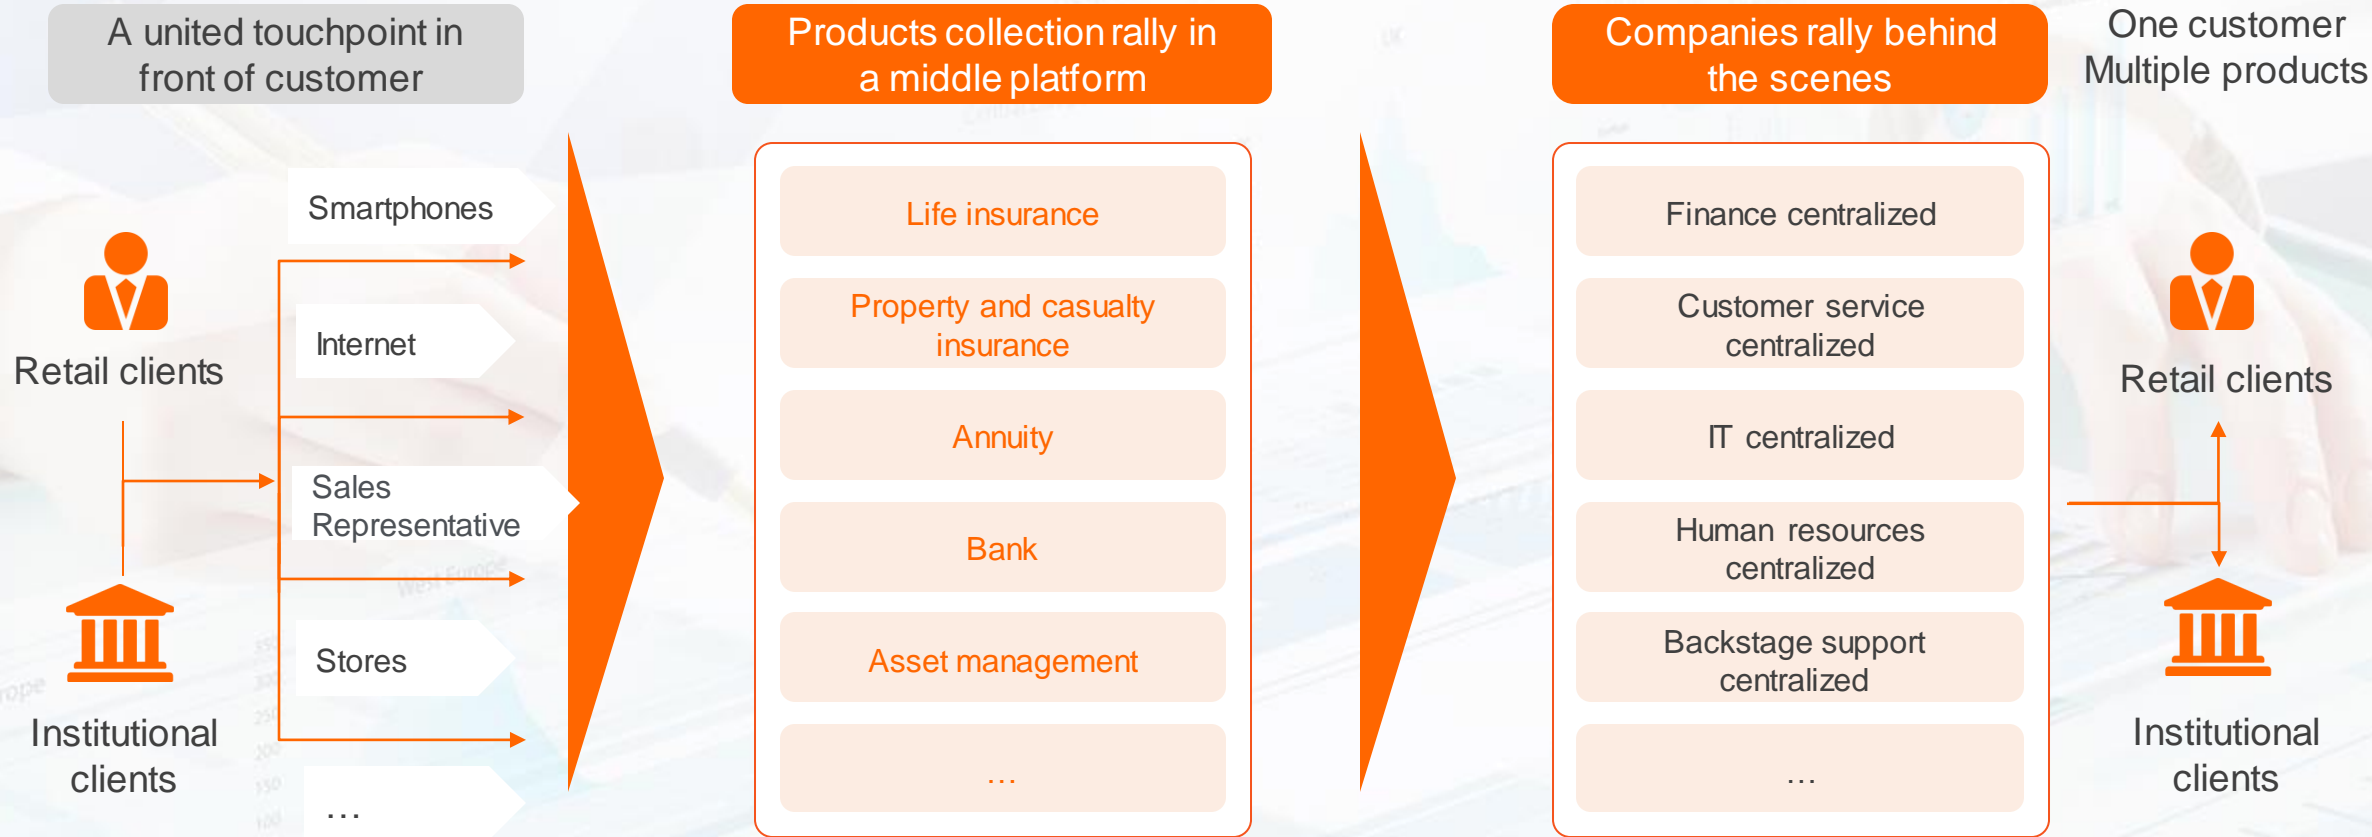 A united touchpoint in
front of customer
Products collection rally in
a middle platform
Companies rally behind
the scenes
One customer
Multiple products
Retail clients
Institutional
clients
Smartphones
Internet
Sales
Representative
Stores
…
Life insurance
Property and casualty
insurance
Annuity
Bank
Asset management
…
Finance centralized
Customer service
centralized
IT centralized
Human resources
centralized
Backstage support
centralized
…
Retail clients
Institutional
clients
West Europe